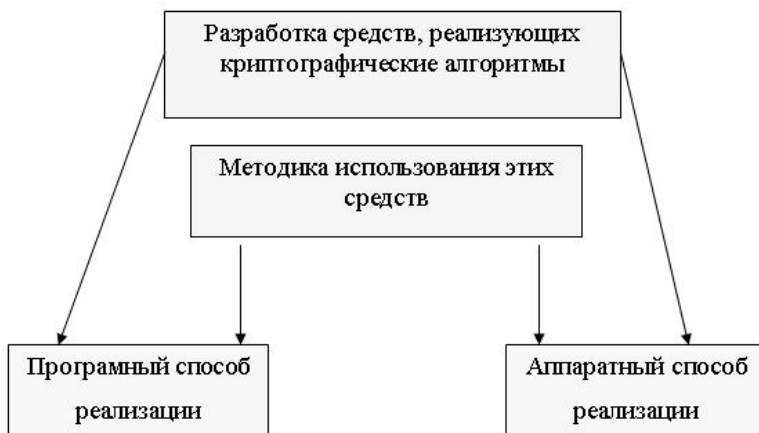 Разработка средств, реализующих
криптографические алгоритмы
Методика использования этих
средств
Програмный способ
реализации
Аппаратный способ
реализации